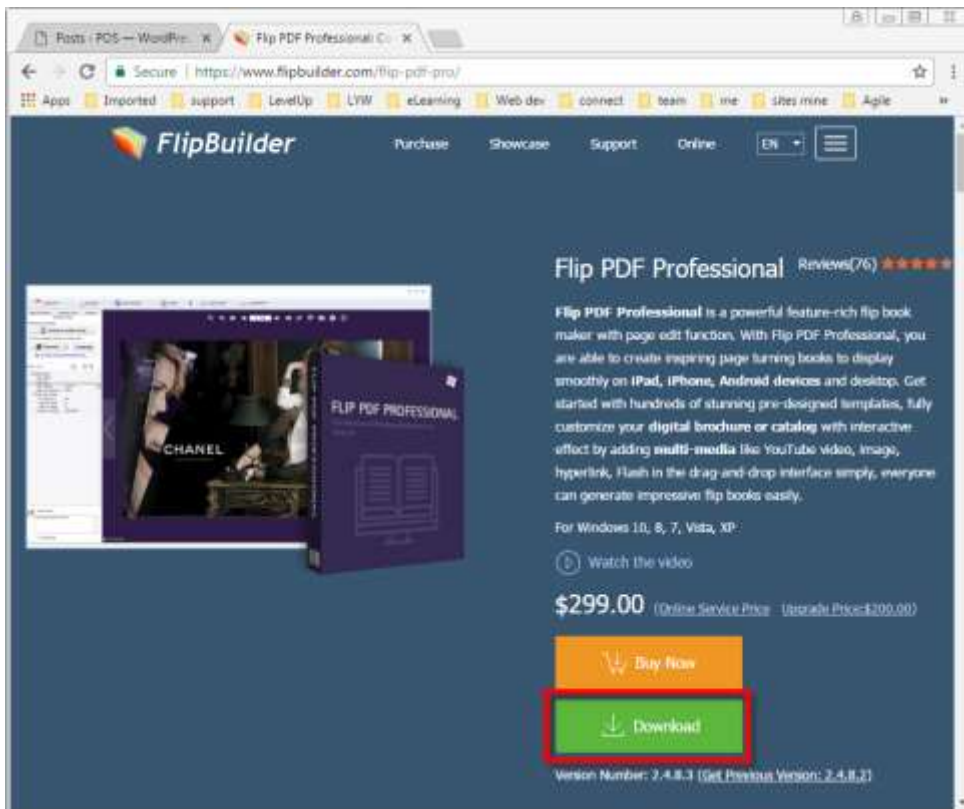 Posts ‹ POS — WordPre
Flip PDF Professional: Co
Secure https://www.flipbuilder.com/flip-pdf-pro/
Apps Imported support LevelUp LYW eLearning Web dev connect team me sites mine Agile
FlipBuilder
Purchase Showcase Support Online EN
Flip PDF Professional Reviews(76)
Flip PDF Professional is a powerful feature-rich flip book
maker with page edit function. With Flip PDF Professional, you
are able to create inspiring page turning books to display
smoothly on iPad, iPhone, Android devices and desktop. Get
started with hundreds of stunning pre-designed templates, fully
customize your digital brochure or catalog with interactive
effect by adding multi-media like YouTube video, image,
hyperlink, Flash in the drag-and-drop interface simply, everyone
can generate impressive flip books easily.
For Windows 10, 8, 7, Vista, XP
Watch the video
$299.00 (Online Service Price Upgrade Price:$200.00)
Buy Now
Download
Version Number: 2.4.8.3 (Get Previous Version: 2.4.8.2)
CHANEL
FLIP PDF PROFESSIONAL